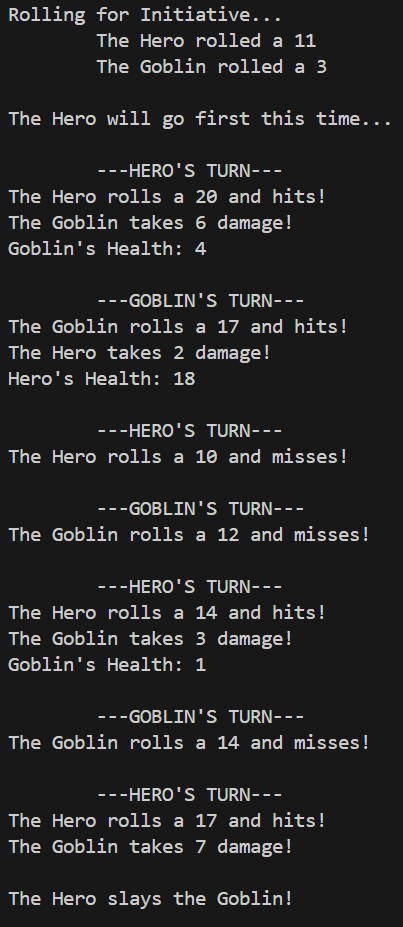 Rolling for Initiative...
The Hero rolled a 11
The Goblin rolled a 3
The Hero will go first this time...
---HERO'S TURN---
The Hero rolls a 20 and hits!
The Goblin takes 6 damage!
Goblin's Health: 4
---GOBLIN'S TURN---
The Goblin rolls a 17 and hits!
The Hero takes 2 damage!
Hero's Health: 18
---HERO'S TURN---
The Hero rolls a 10 and misses!
---GOBLIN'S TURN---
The Goblin rolls a 12 and misses!
---HERO'S TURN---
The Hero rolls a 14 and hits!
The Goblin takes 3 damage!
Goblin's Health: 1
---GOBLIN'S TURN---
The Goblin rolls a 14 and misses!
---HERO'S TURN---
The Hero rolls a 17 and hits!
The Goblin takes 7 damage!
The Hero slays the Goblin!